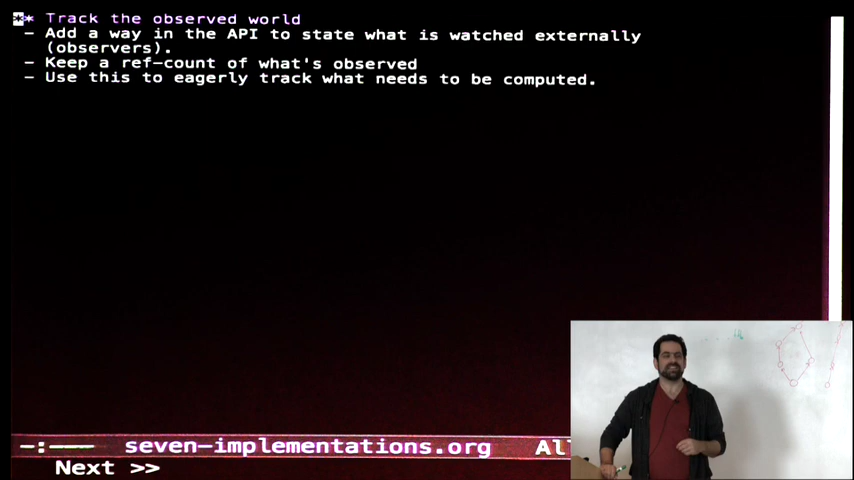 ** Track the observed world
– Add a way in the API to state what is watched externally
(observers).
– Keep a ref-count of what's observed
– Use this to eagerly track what needs to be computed.
-:--- seven-implementations.org Al
Next >>